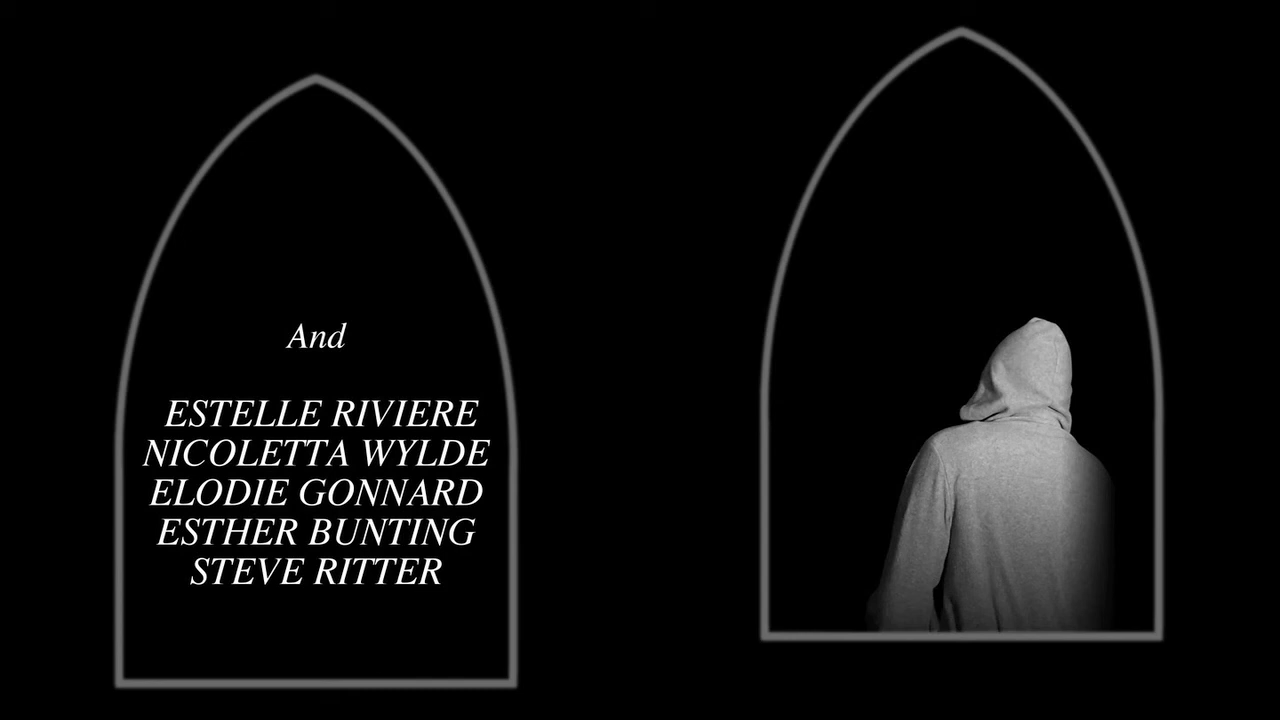 And
ESTELLE RIVIERE
NICOLETTA WYLDE
ELODIE GONNARD
ESTHER BUNTING
STEVE RITTER